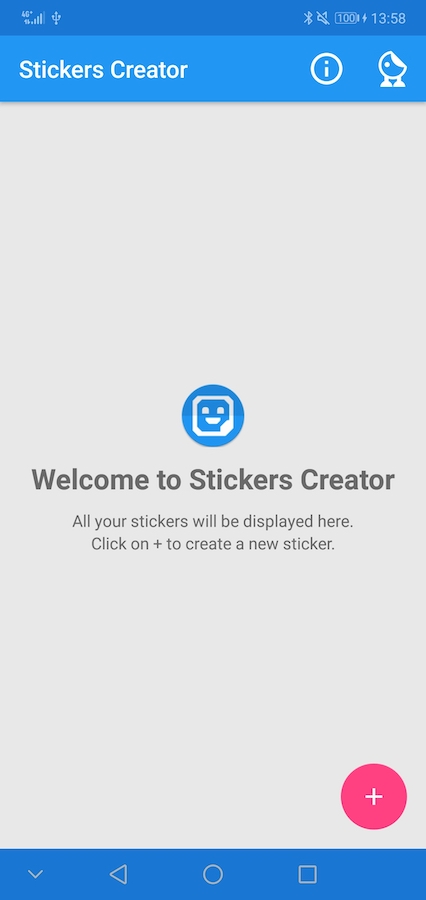 4G+ 100 13:58
Stickers Creator
Welcome to Stickers Creator
All your stickers will be displayed here.
Click on + to create a new sticker.
+